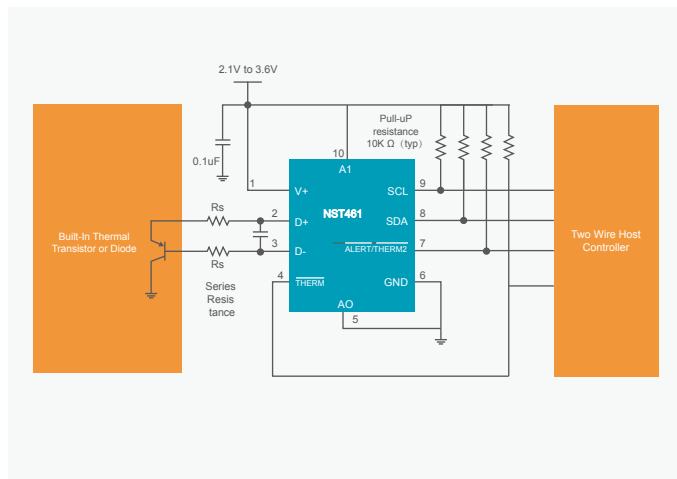 2.1V to 3.6V
Pull-uP
resistance
10K Ω（typ）
0.1uF
10
A1
1
V+
SCL
9
NST461
Rs
2
D+
SDA
8
Built-In Thermal
Transistor or Diode
Two Wire Host
Controller
3
D-
ALERT/THERM2
7
Rs
4
THERM
GND
6
Series
Resis
tance
AO
5